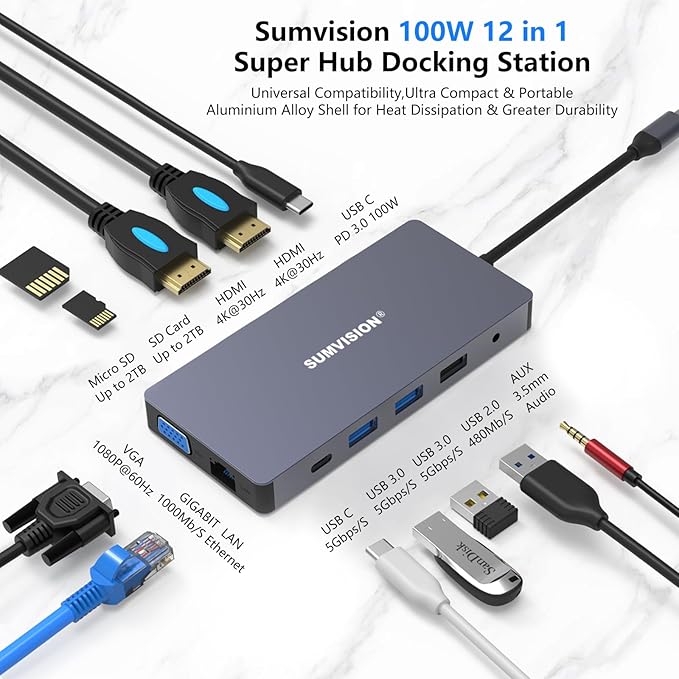 Sumvision 100W 12 in 1
Super Hub Docking Station
Universal Compatibility,Ultra Compact & Portable
Aluminium Alloy Shell for Heat Dissipation & Greater Durability
USB C
PD 3.0 100W
HDMI
4K@30Hz
HDMI
4K@30Hz
SD Card
Up to 2TB
Micro SD
Up to 2TB
SUMVISION®
VGA
1080P@60Hz
GIGABIT LAN
1000Mb/S Ethernet
USB C
5Gbps/S
USB 3.0
5Gbps/S
USB 3.0
5Gbps/S
USB 2.0
480Mb/S
AUX
3.5mm
Audio
SanDisk